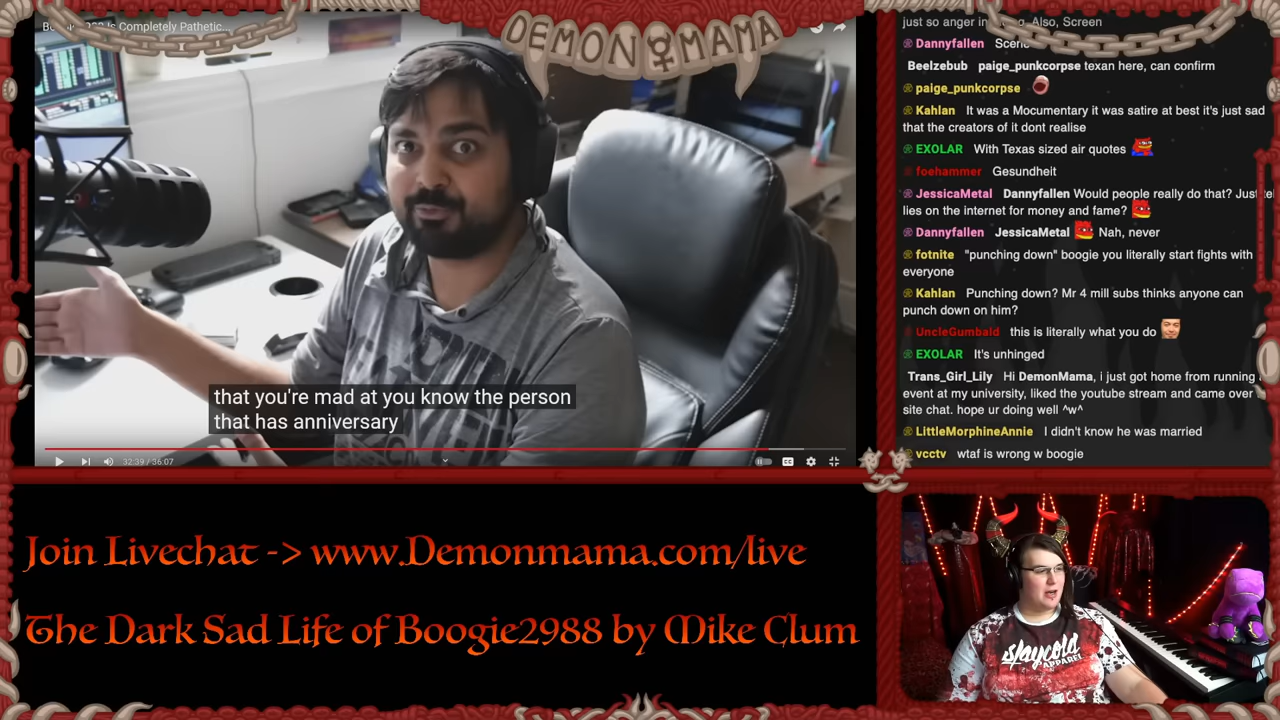 Boogie2988 Is Completely Pathetic...
DEMON MAMA
that you're mad at you know the person
that has anniversary
32:39 / 36:07
CC
just so anger in
Also, Screen
Dannyfallen Scene
Beelzebub paige_punkcorpse texan here, can confirm
paige_punkcorpse
Kahlan It was a Mocumentary it was satire at best it's just sad
that the creators of it dont realise
EXOLAR With Texas sized air quotes
foehammer Gesundheit
JessicaMetal Dannyfallen Would people really do that? Just
lies on the internet for money and fame?
Dannyfallen JessicaMetal Nah, never
fotnite "punching down" boogie you literally start fights with
everyone
Kahlan Punching down? Mr 4 mill subs thinks anyone can
punch down on him?
UncleGumbald this is literally what you do
EXOLAR It's unhinged
Trans_Girl_Lily Hi DemonMama, i just got home from running
event at my university, liked the youtube stream and came over
site chat. hope ur doing well ^w^
LittleMorphineAnnie I didn't know he was married
vcctv wtaf is wrong w boogie
Join Livechat -> www.Demonmama.com/live
The Dark Sad Life of Boogie2988 by Mike Clum
slaycold
APPAREL